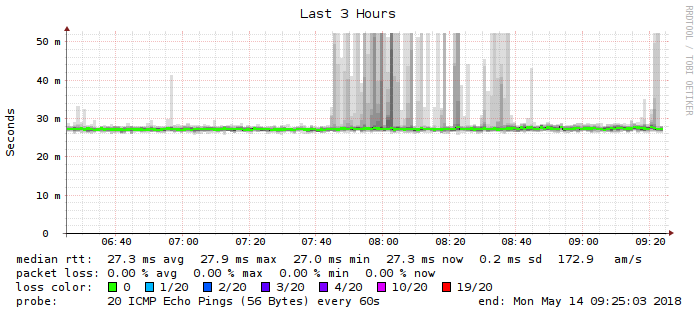 Last 3 Hours
RRDTOOL / TOBI OETIKER
Seconds
50 m
40 m
30 m
20 m
10 m
0
06:40 07:00 07:20 07:40 08:00 08:20 08:40 09:00 09:20
median rtt: 27.3 ms avg 27.9 ms max 27.0 ms min 27.3 ms now 0.2 ms sd 172.9 am/s
packet loss: 0.00 % avg 0.00 % max 0.00 % min 0.00 % now
loss color: 0 1/20 2/20 3/20 4/20 10/20 19/20
probe: 20 ICMP Echo Pings (56 Bytes) every 60s end: Mon May 14 09:25:03 2018